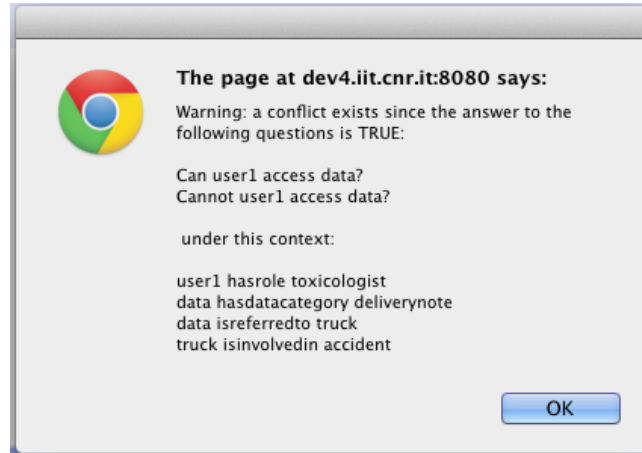 The page at dev4.iit.cnr.it:8080 says:
Warning: a conflict exists since the answer to the
following questions is TRUE:
Can user1 access data?
Cannot user1 access data?
under this context:
user1 hasrole toxicologist
data hasdatacategory deliverynote
data isreferredto truck
truck isinvolvedin accident
OK